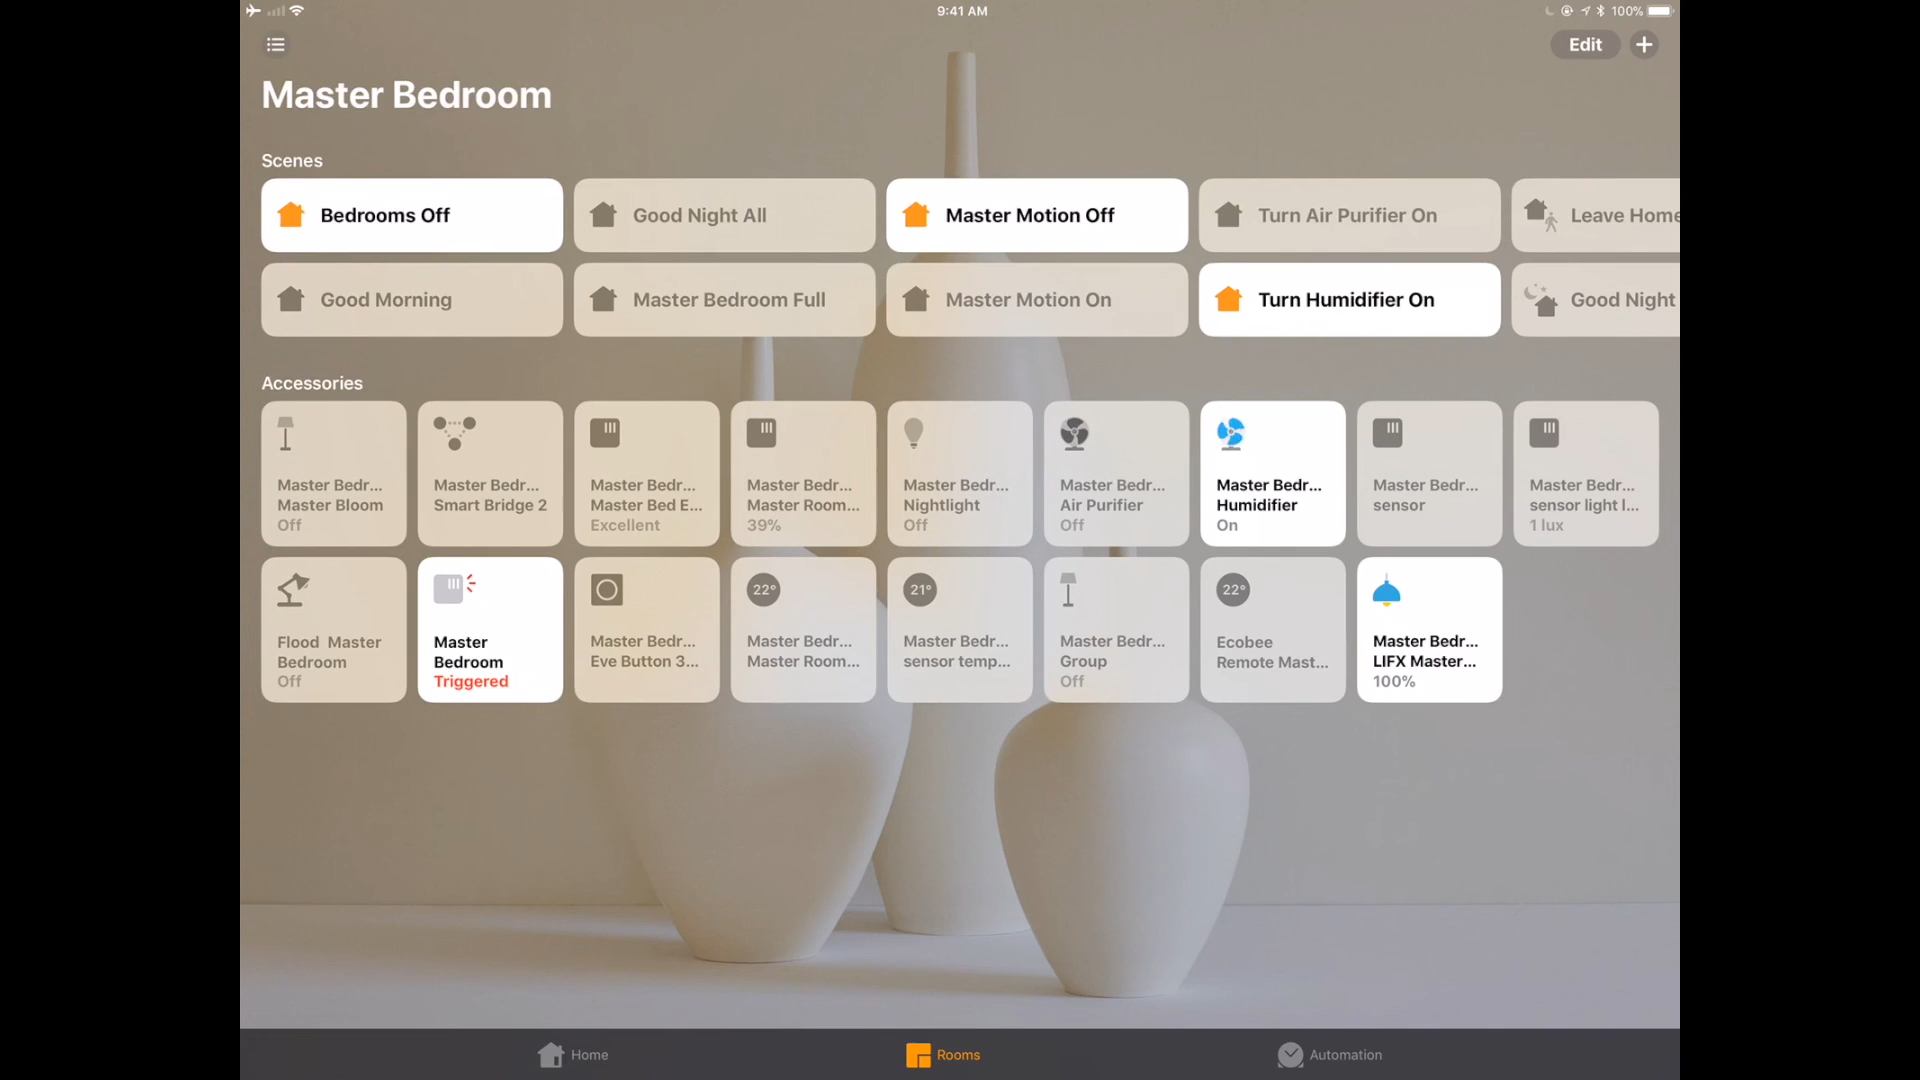 9:41 AM
100%
Edit
Master Bedroom
Scenes
Bedrooms Off
Good Night All
Master Motion Off
Turn Air Purifier On
Leave Home
Good Morning
Master Bedroom Full
Master Motion On
Turn Humidifier On
Good Night
Accessories
Master Bedr...
Master Bloom
Off
Master Bedr...
Smart Bridge 2
Master Bedr...
Master Bed E...
Excellent
Master Bedr...
Master Room...
39%
Master Bedr...
Nightlight
Off
Master Bedr...
Air Purifier
Off
Master Bedr...
Humidifier
On
Master Bedr...
sensor
Master Bedr...
sensor light l...
1 lux
Flood Master
Bedroom
Off
Master
Bedroom
Triggered
Master Bedr...
Eve Button 3...
22°
Master Bedr...
Master Room...
21°
Master Bedr...
sensor temp...
Master Bedr...
Group
Off
22°
Ecobee
Remote Mast...
Master Bedr...
LIFX Master...
100%
Home
Rooms
Automation